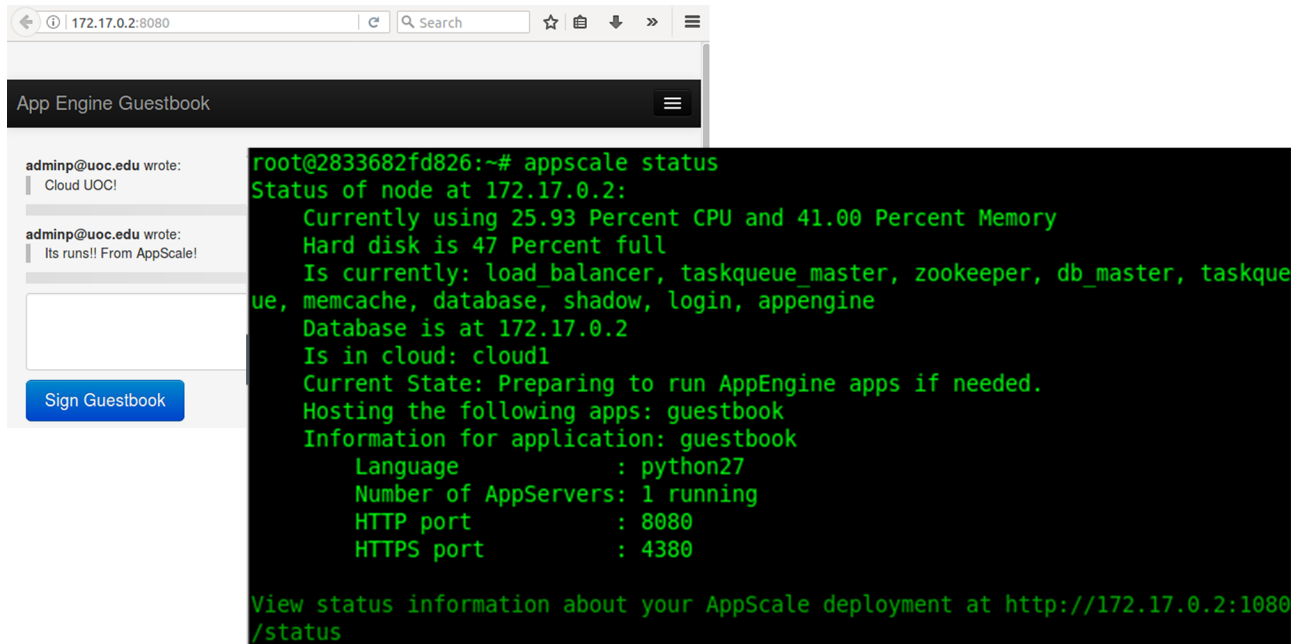 172.17.0.2:8080
Search
App Engine Guestbook
adminp@uoc.edu wrote:
Cloud UOC!
adminp@uoc.edu wrote:
Its runs!! From AppScale!
Sign Guestbook
root@2833682fd826:~# appscale status
Status of node at 172.17.0.2:
Currently using 25.93 Percent CPU and 41.00 Percent Memory
Hard disk is 47 Percent full
Is currently: load_balancer, taskqueue_master, zookeeper, db_master, taskque
ue, memcache, database, shadow, login, appengine
Database is at 172.17.0.2
Is in cloud: cloud1
Current State: Preparing to run AppEngine apps if needed.
Hosting the following apps: guestbook
Information for application: guestbook
Language : python27
Number of AppServers: 1 running
HTTP port : 8080
HTTPS port : 4380
View status information about your AppScale deployment at http://172.17.0.2:1080
/status